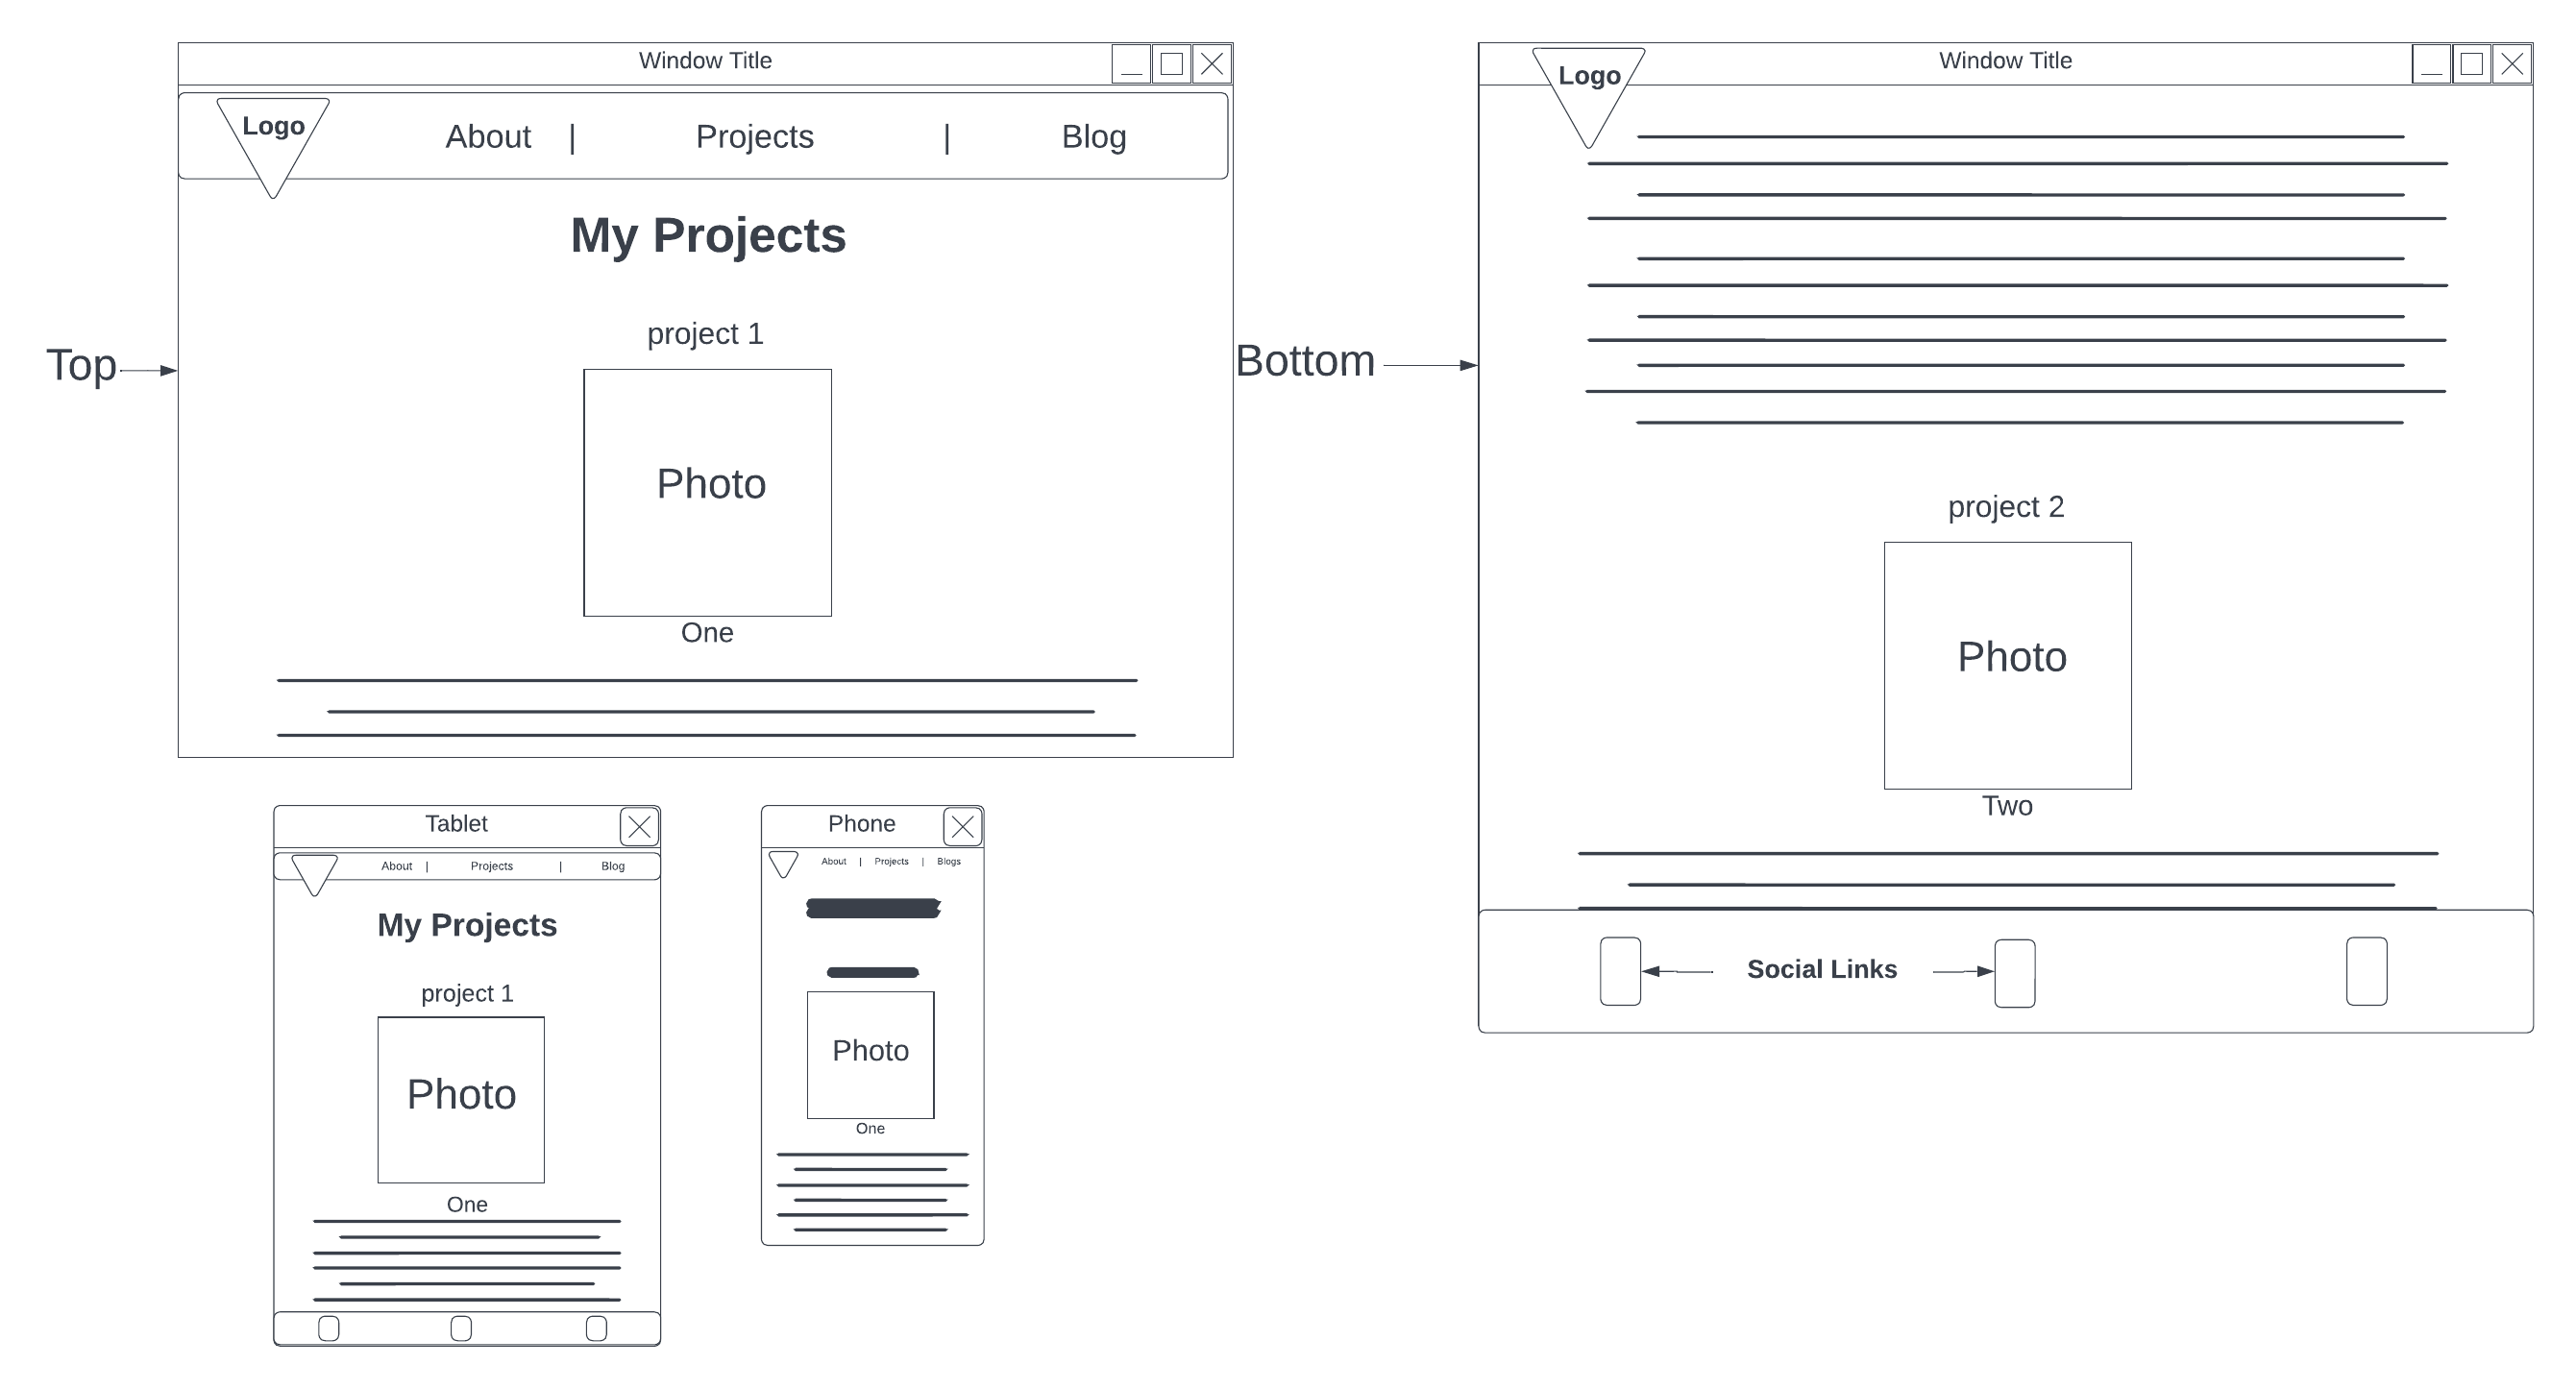 Window Title
Logo
About | Projects | Blog
My Projects
project 1
Photo
One
Top
Bottom
Window Title
Logo
project 2
Photo
Two
Social Links
Tablet
About | Projects | Blog
My Projects
project 1
Photo
One
Phone
About | Projects | Blogs
Photo
One